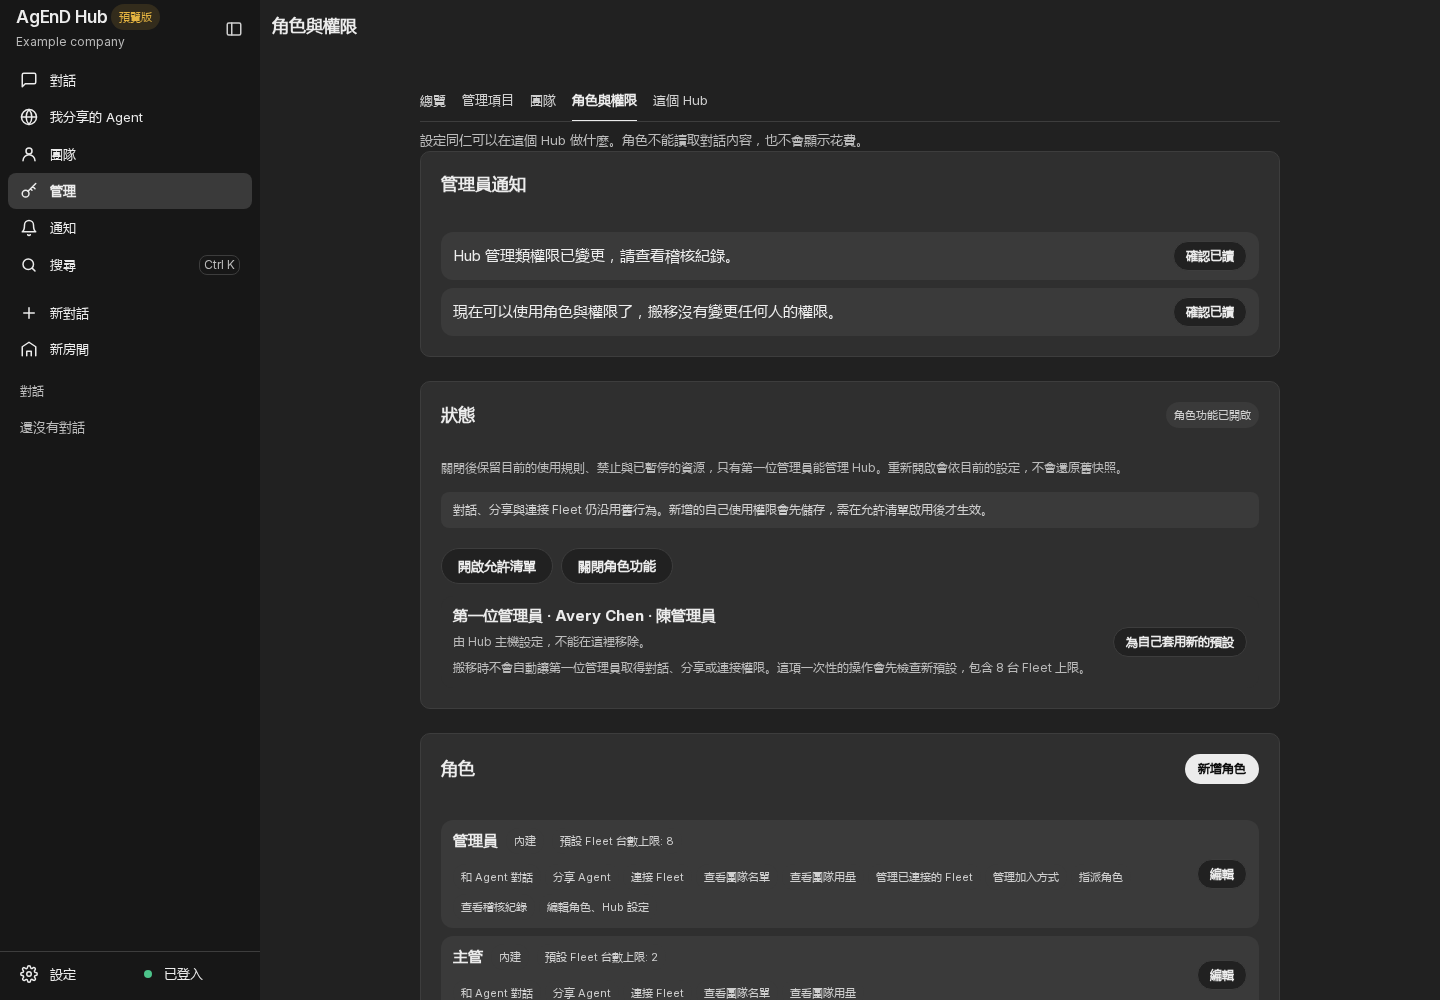 AgEnD Hub 預覽版
Example company
對話
我分享的 Agent
團隊
管理
通知
搜尋 Ctrl K
新對話
新房間
對話
還沒有對話
設定 已登入
角色與權限
總覽 管理項目 團隊 角色與權限 這個 Hub
設定同仁可以在這個 Hub 做什麼。角色不能讀取對話內容，也不會顯示花費。
管理員通知
Hub 管理類權限已變更，請查看稽核紀錄。 確認已讀
現在可以使用角色與權限了，搬移沒有變更任何人的權限。 確認已讀
狀態 角色功能已開啟
關閉後保留目前的使用規則、禁止與已暫停的資源，只有第一位管理員能管理 Hub。重新開啟會依目前的設定，不會還原舊快照。
對話、分享與連接 Fleet 仍沿用舊行為。新增的自己使用權限會先儲存，需在允許清單啟用後才生效。
開啟允許清單 關閉角色功能
第一位管理員 · Avery Chen · 陳管理員
由 Hub 主機設定，不能在這裡移除。
為自己套用新的預設
搬移時不會自動讓第一位管理員取得對話、分享或連接權限。這項一次性的操作會先檢查新預設，包含 8 台 Fleet 上限。
角色 新增角色
管理員 內建 預設 Fleet 台數上限: 8
和 Agent 對話 分享 Agent 連接 Fleet 查看團隊名單 查看團隊用量 管理已連接的 Fleet 管理加入方式 指派角色
編輯
查看稽核紀錄 編輯角色、Hub 設定
主管 內建 預設 Fleet 台數上限: 2
編輯
和 Agent 對話 分享 Agent 連接 Fleet 查看團隊名單 查看團隊用量